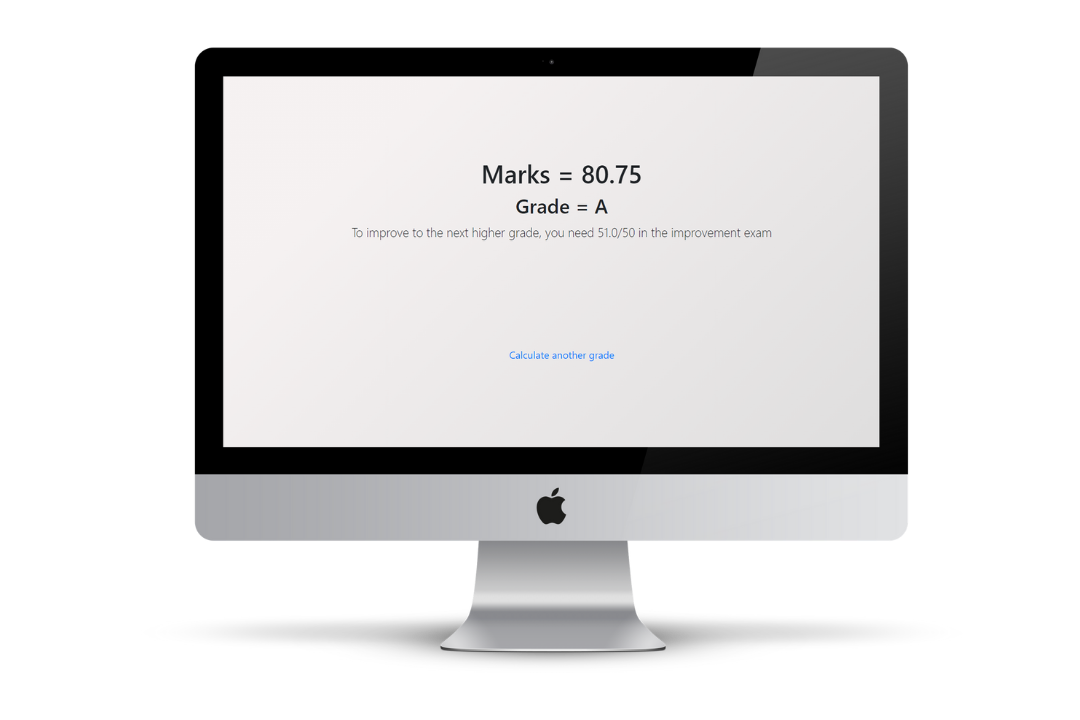 Marks = 80.75
Grade = A
To improve to the next higher grade, you need 51.0/50 in the improvement exam
Calculate another grade